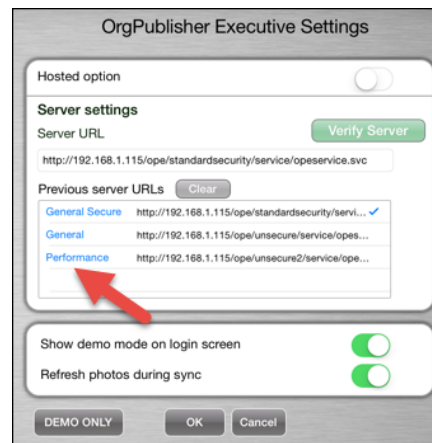 OrgPublisher Executive Settings
Hosted option
Server settings
Server URL
Verify Server
http://192.168.1.115/ope/standardsecurity/service/opeservice.svc
Previous server URLs Clear
General Secure http://192.168.1.115/ope/standardsecurity/servi...
General http://192.168.1.115/ope/unsecure/service/opes...
Performance http://192.168.1.115/ope/unsecure2/service/ope...
Show demo mode on login screen
Refresh photos during sync
DEMO ONLY OK Cancel